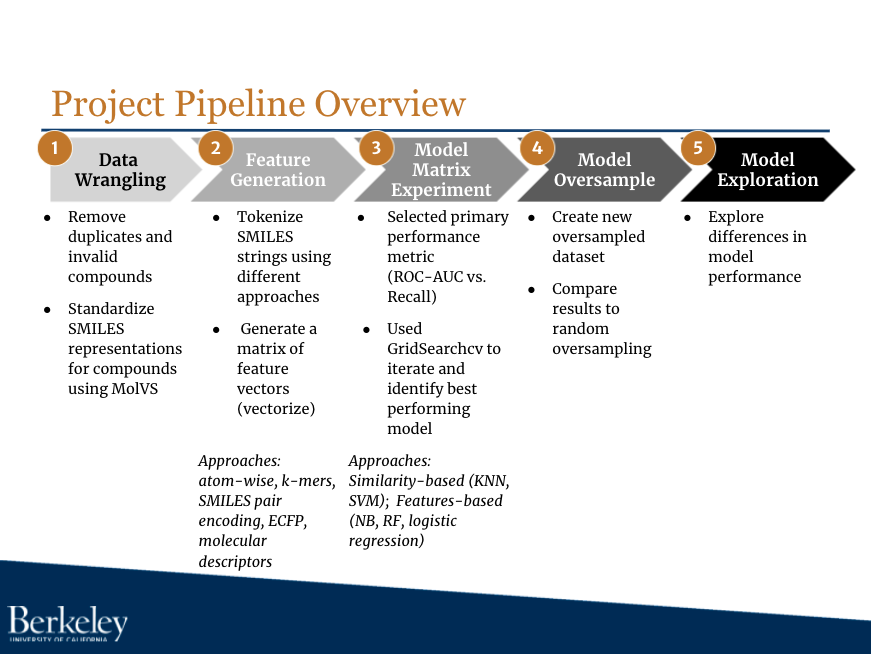 Project Pipeline Overview
1
Data
Wrangling
● Remove
duplicates and
invalid
compounds
● Standardize
SMILES
representations
for compounds
using MolVS
2
Feature
Generation
● Tokenize
SMILES
strings using
different
approaches
● Generate a
matrix of
feature
vectors
(vectorize)
Approaches:
atom-wise, k-mers,
SMILES pair
encoding, ECFP,
molecular
descriptors
3
Model
Matrix
Experiment
● Selected primary
performance
metric
(ROC-AUC vs.
Recall)
● Used
GridSearchcv to
iterate and
identify best
performing
model
Approaches:
Similarity-based (KNN,
SVM); Features-based
(NB, RF, logistic
regression)
4
Model
Oversample
● Create new
oversampled
dataset
● Compare
results to
random
oversampling
5
Model
Exploration
● Explore
differences in
model
performance
Berkeley
UNIVERSITY OF CALIFORNIA